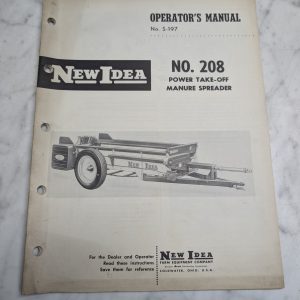 OPERATOR'S MANUAL
No. S-197
NEW IDEA
NO. 208
POWER TAKE-OFF
MANURE SPREADER
NEW IDEA
For the Dealer and Operator
Read these instructions
Save them for reference
NEW IDEA
FARM EQUIPMENT COMPANY
COLDWATER, OHIO, U.S.A.